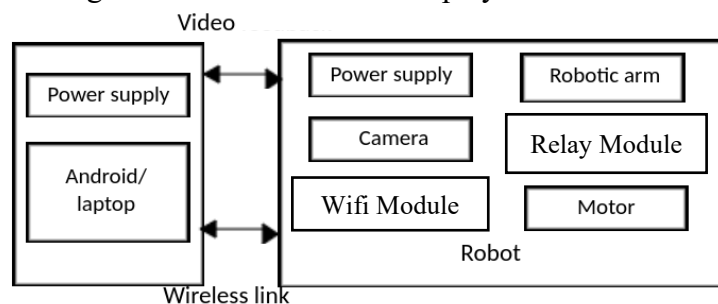 Video
Power supply
Android/
laptop
Power supply
Camera
Wifi Module
Robotic arm
Relay Module
Motor
Robot
Wireless link